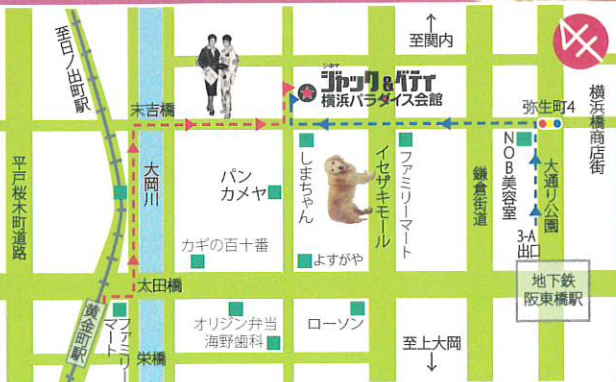 至日ノ出町駅
末吉橋
↑
至関内
シネマ
ジャック&ベティ
横浜パラダイス会館
弥生町4
横浜橋商店街
平戸桜木町道路
大岡川
パン
カメヤ
しまちゃん
イセザキモール
ファミリーマート
鎌倉街道
NOB美容室
大通り公園
3-A
出口
カギの百十番
よすがや
太田橋
地下鉄
阪東橋駅
黄金町駅
ファミリー
マート
オリジン弁当
海野歯科
ローソン
栄橋
至上大岡
↓